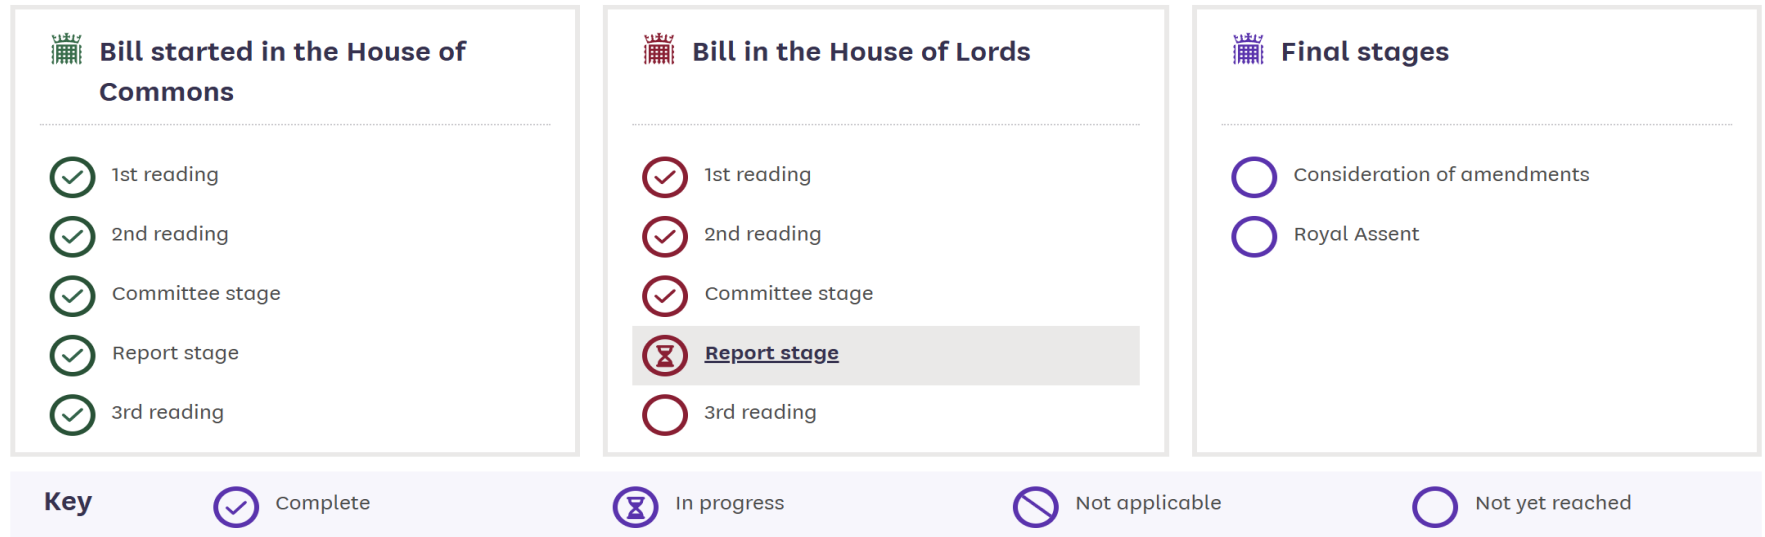 Bill started in the House of
Commons
1st reading
2nd reading
Committee stage
Report stage
3rd reading
Bill in the House of Lords
1st reading
2nd reading
Committee stage
Report stage
3rd reading
Final stages
Consideration of amendments
Royal Assent
Key
Complete
In progress
Not applicable
Not yet reached